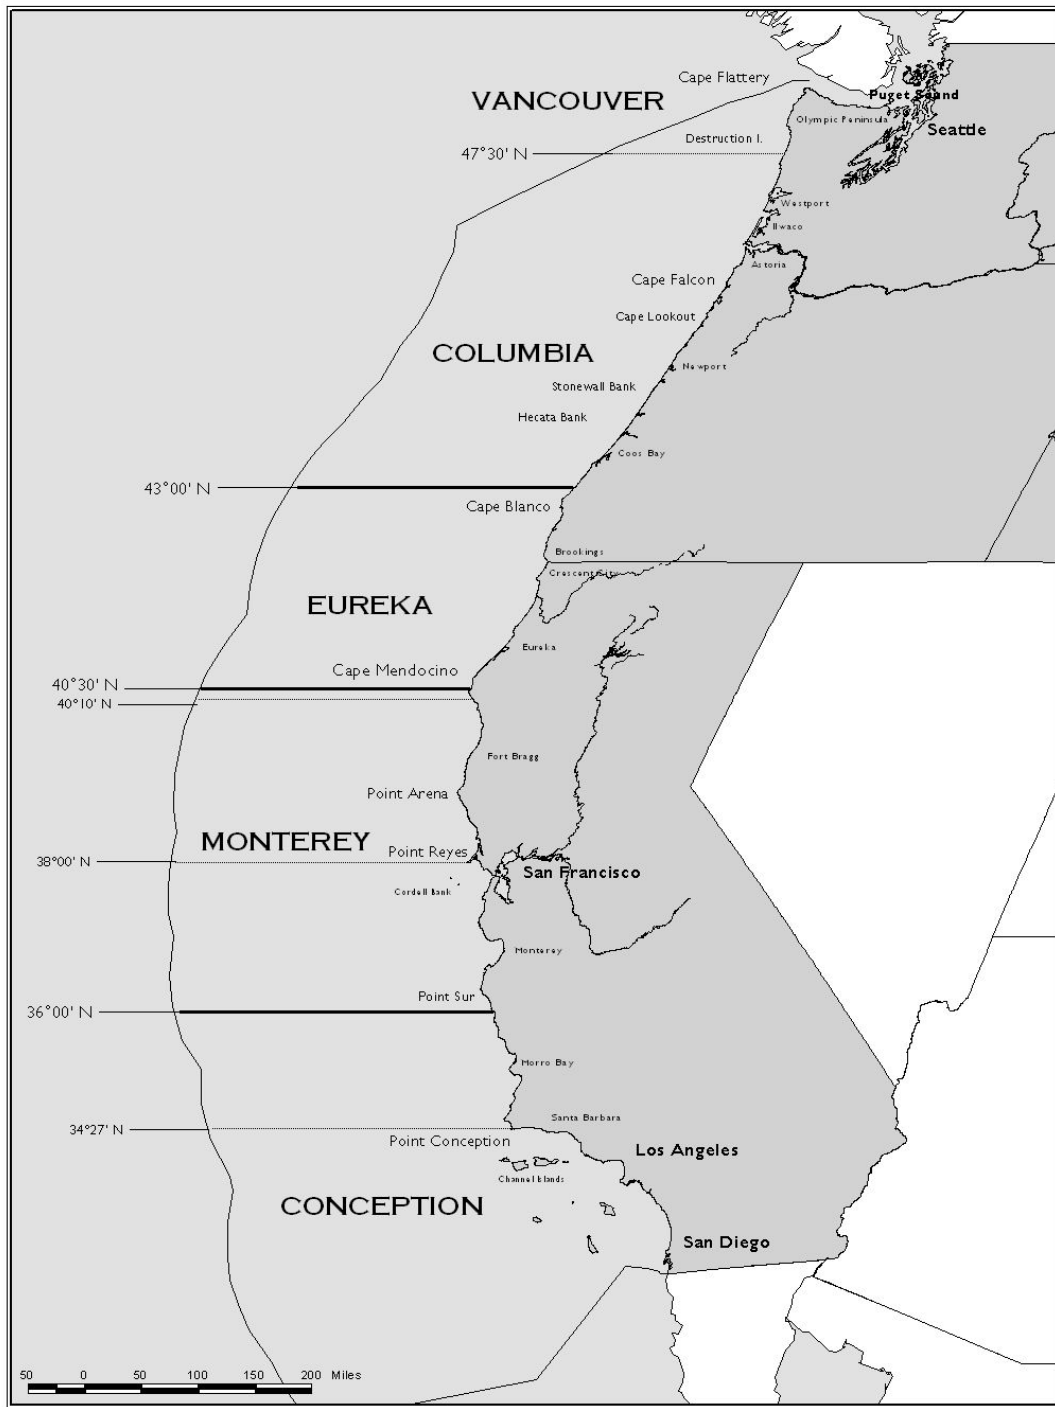 Cape Flattery
VANCOUVER
Puget Sound
Olympic Peninsula
Seattle
Destruction I.
47°30' N
Westport
Ilwaco
Astoria
Cape Falcon
Cape Lookout
COLUMBIA
Newport
Stonewall Bank
Hecata Bank
Coos Bay
43°00' N
Cape Blanco
Brookings
Crescent City
EUREKA
Eureka
Cape Mendocino
40°30' N
40°10' N
Fort Bragg
Point Arena
MONTEREY
Point Reyes
38°00' N
San Francisco
Cordell Bank
Monterey
Point Sur
36°00' N
Morro Bay
Santa Barbara
34°27' N
Point Conception
Los Angeles
Channel Islands
CONCEPTION
San Diego
50 0 50 100 150 200 Miles